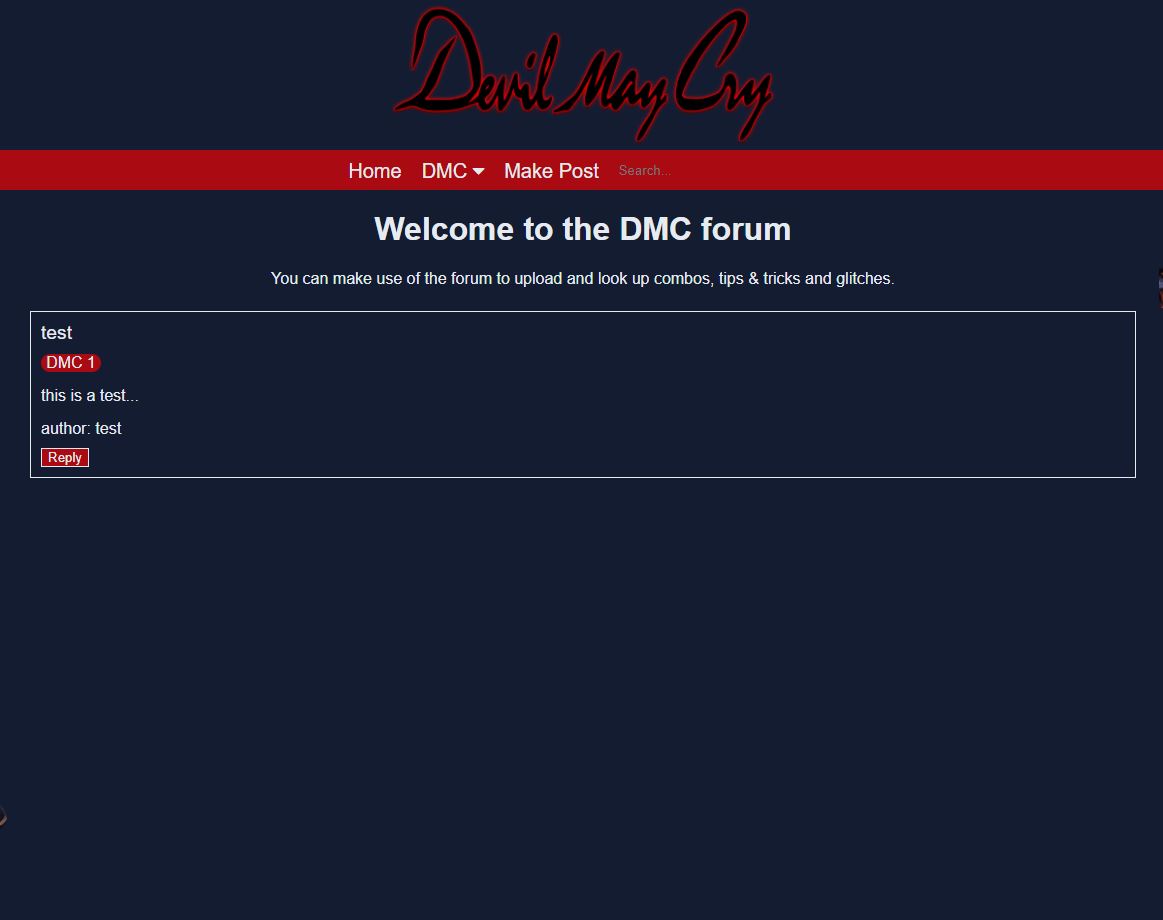 Devil May Cry
Home DMC Make Post Search...
Welcome to the DMC forum
You can make use of the forum to upload and look up combos, tips & tricks and glitches.
test
DMC 1
this is a test...
author: test
Reply